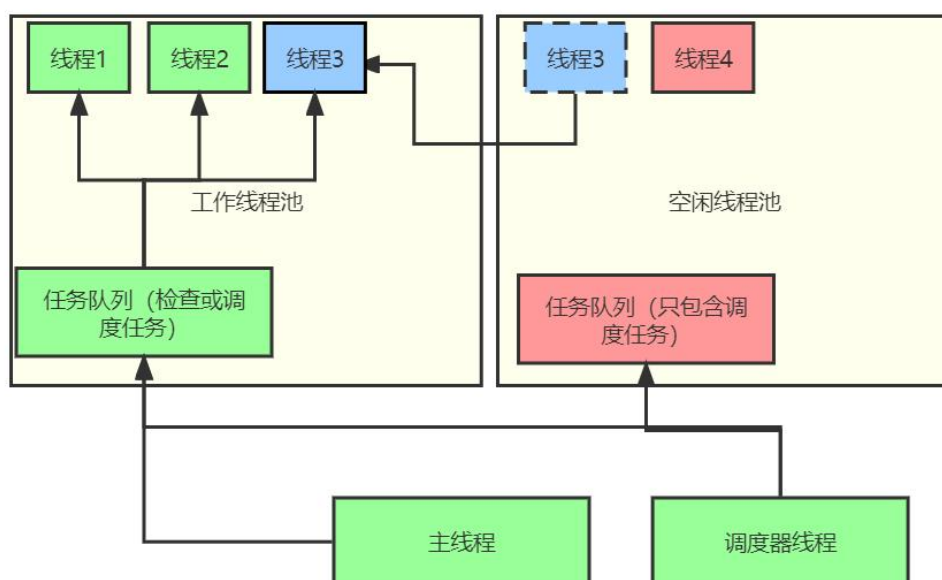 线程1
线程2
线程3
线程3
线程4
工作线程池
空闲线程池
任务队列（检查或调
度任务）
任务队列（只包含调
度任务）
主线程
调度器线程